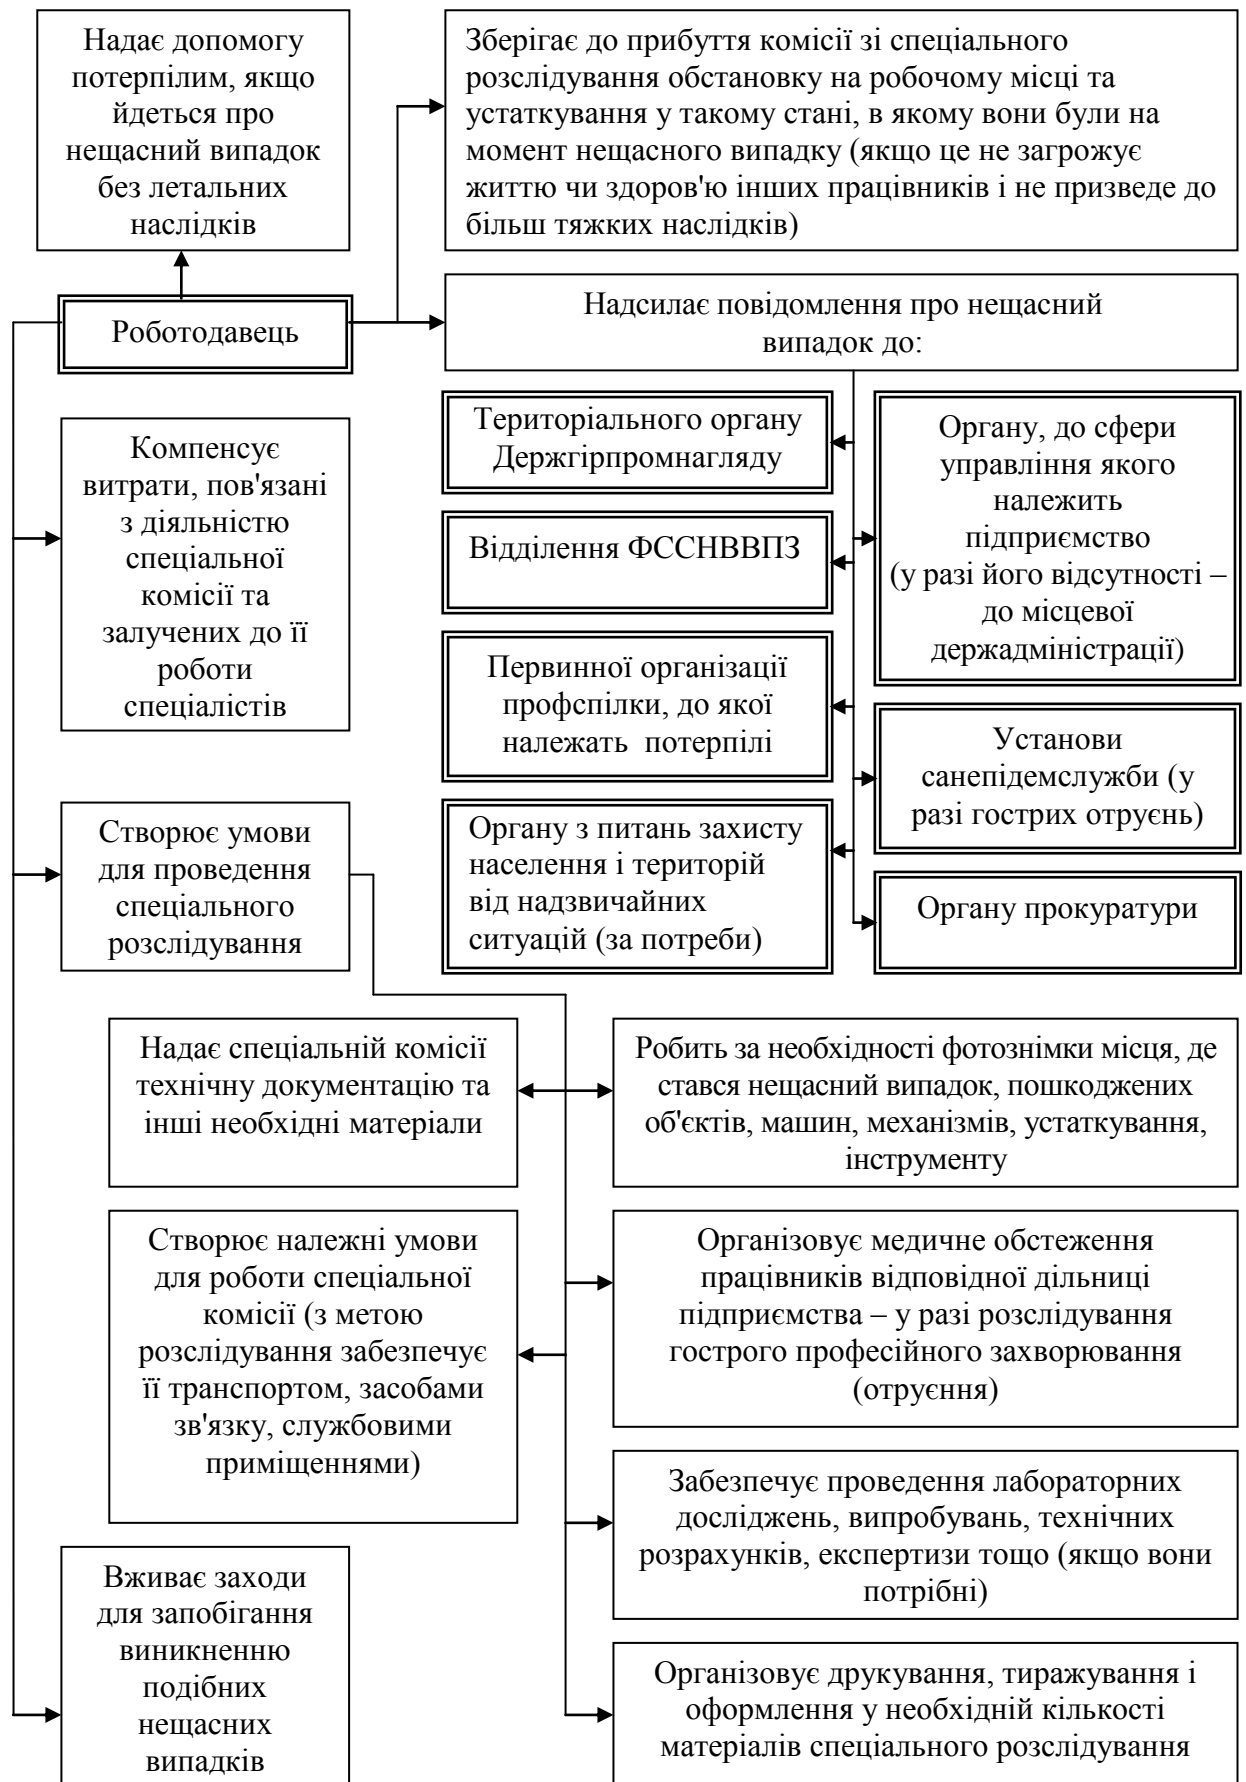 Надає допомогу
потерпілим, якщо
йдеться про
нещасний випадок
без летальних
наслідків
Зберігає до прибуття комісії зі спеціального
розслідування обстановку на робочому місці та
устаткування у такому стані, в якому вони були на
момент нещасного випадку (якщо це не загрожує
життю чи здоров'ю інших працівників і не призведе до
більш тяжких наслідків)
Роботодавець
Надсилає повідомлення про нещасний
випадок до:
Територіального органу
Держгірпромнагляду
Органу, до сфери
управління якого
належить
підприємство
(у разі його відсутності –
до місцевої
держадміністрації)
Компенсує
витрати, пов'язані
з діяльністю
спеціальної
комісії та
залучених до її
роботи
спеціалістів
Відділення ФССНВВПЗ
Первинної організації
профспілки, до якої
належать потерпілі
Установи
санепідемслужби (у
разі гострих отруєнь)
Створює умови
для проведення
спеціального
розслідування
Органу з питань захисту
населення і територій
від надзвичайних
ситуацій (за потреби)
Органу прокуратури
Надає спеціальній комісії
технічну документацію та
інші необхідні матеріали
Робить за необхідності фотознімки місця, де
стався нещасний випадок, пошкоджених
об'єктів, машин, механізмів, устаткування,
інструменту
Створює належні умови
для роботи спеціальної
комісії (з метою
розслідування забезпечує
її транспортом, засобами
зв'язку, службовими
приміщеннями)
Організовує медичне обстеження
працівників відповідної дільниці
підприємства – у разі розслідування
гострого професійного захворювання
(отруєння)
Забезпечує проведення лабораторних
досліджень, випробувань, технічних
розрахунків, експертизи тощо (якщо вони
потрібні)
Вживає заходи
для запобігання
виникненню
подібних
нещасних
випадків
Організовує друкування, тиражування і
оформлення у необхідній кількості
матеріалів спеціального розслідування